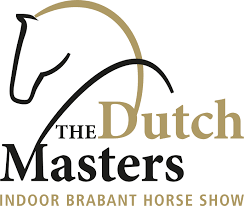 THE Dutch
Masters
INDOOR BRABANT HORSE SHOW